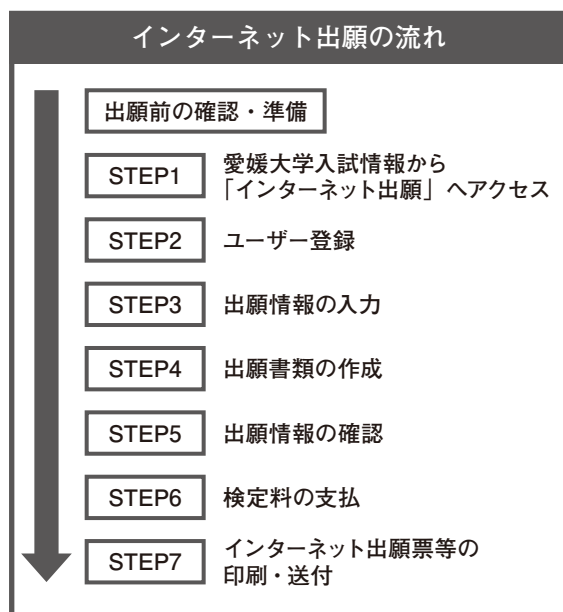 インターネット出願の流れ
出願前の確認・準備
STEP1
愛媛大学入試情報から
「インターネット出願」へアクセス
STEP2
ユーザー登録
STEP3
出願情報の入力
STEP4
出願書類の作成
STEP5
出願情報の確認
STEP6
検定料の支払
STEP7
インターネット出願票等の
印刷・送付